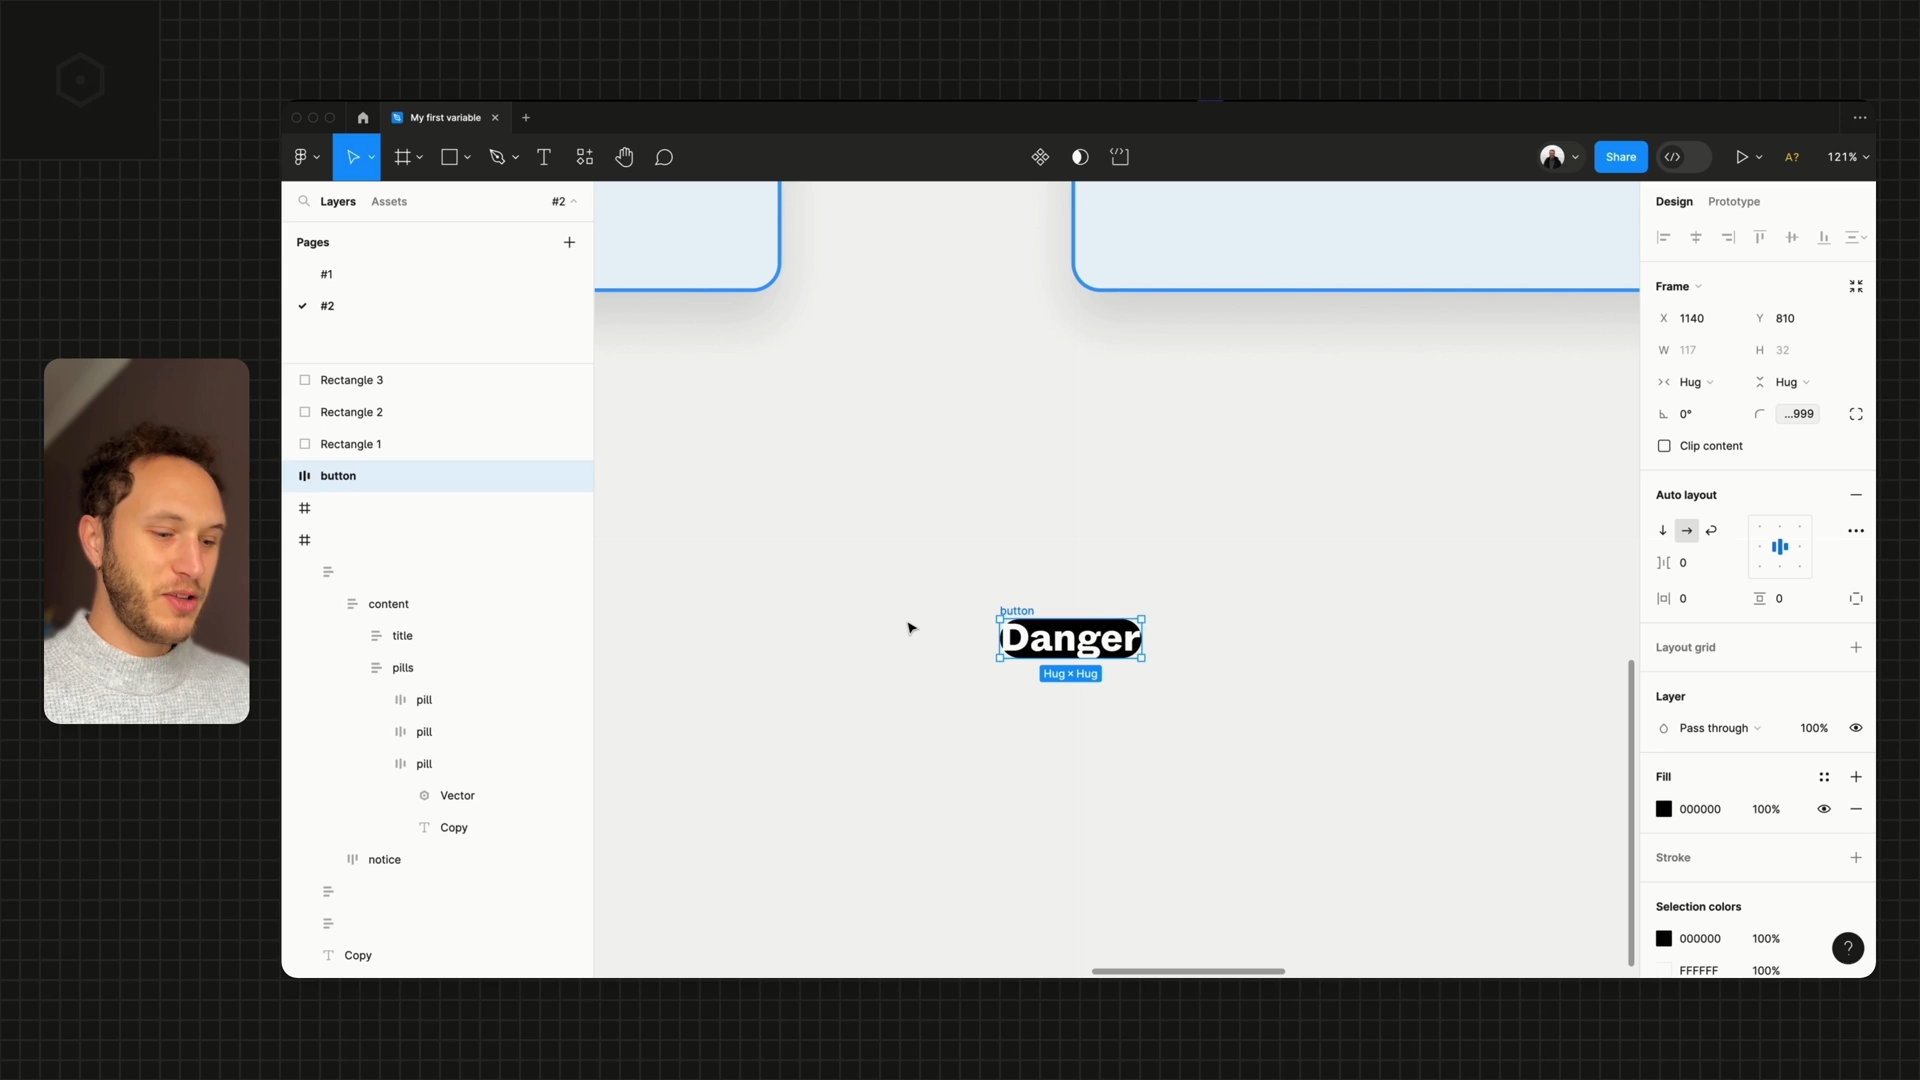 My first variable
Share
A?
121%
Layers
Assets
#2
Pages
#1
#2
Rectangle 3
Rectangle 2
Rectangle 1
button
content
title
pills
pill
pill
pill
Vector
Copy
notice
Copy
button
Danger
Hug × Hug
Design
Prototype
Frame
X 1140
Y 810
W 117
H 32
Hug
Hug
0°
...999
Clip content
Auto layout
0
0
0
Layout grid
Layer
Pass through
100%
Fill
000000
100%
Stroke
Selection colors
000000
100%
?
FFFFFF
100%